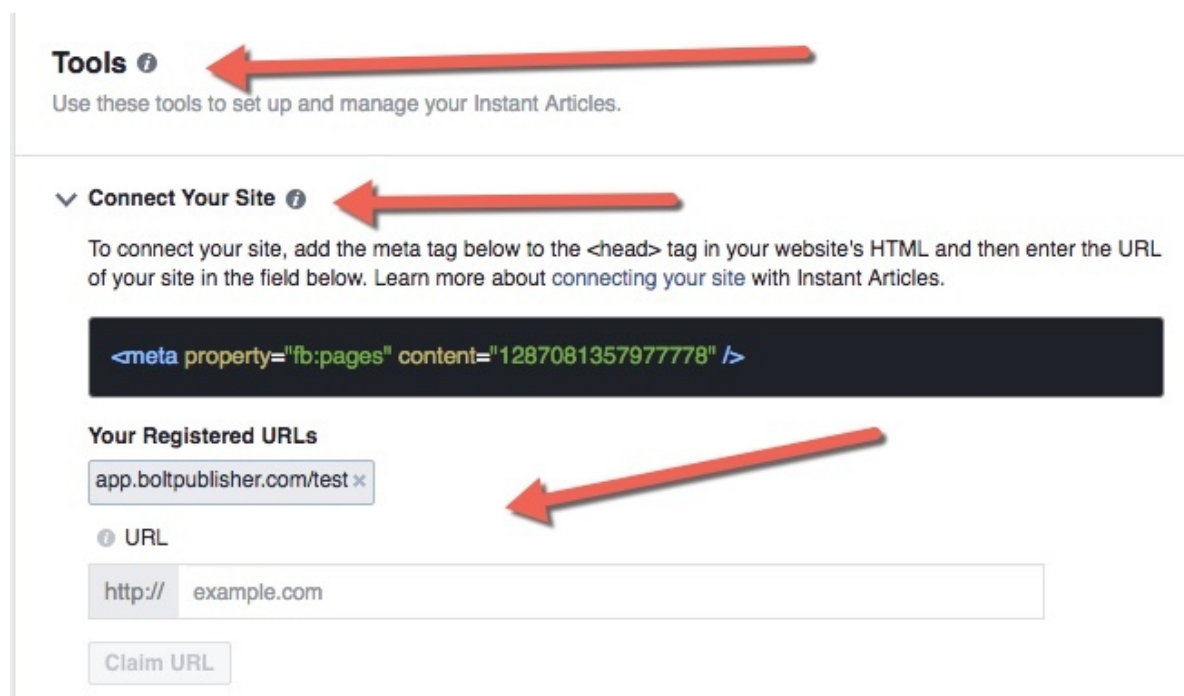 Tools
Use these tools to set up and manage your Instant Articles.
Connect Your Site
To connect your site, add the meta tag below to the <head> tag in your website's HTML and then enter the URL
of your site in the field below. Learn more about connecting your site with Instant Articles.
<meta property="fb:pages" content="1287081357977778" />
Your Registered URLs
app.boltpublisher.com/test ×
URL
http:// example.com
Claim URL